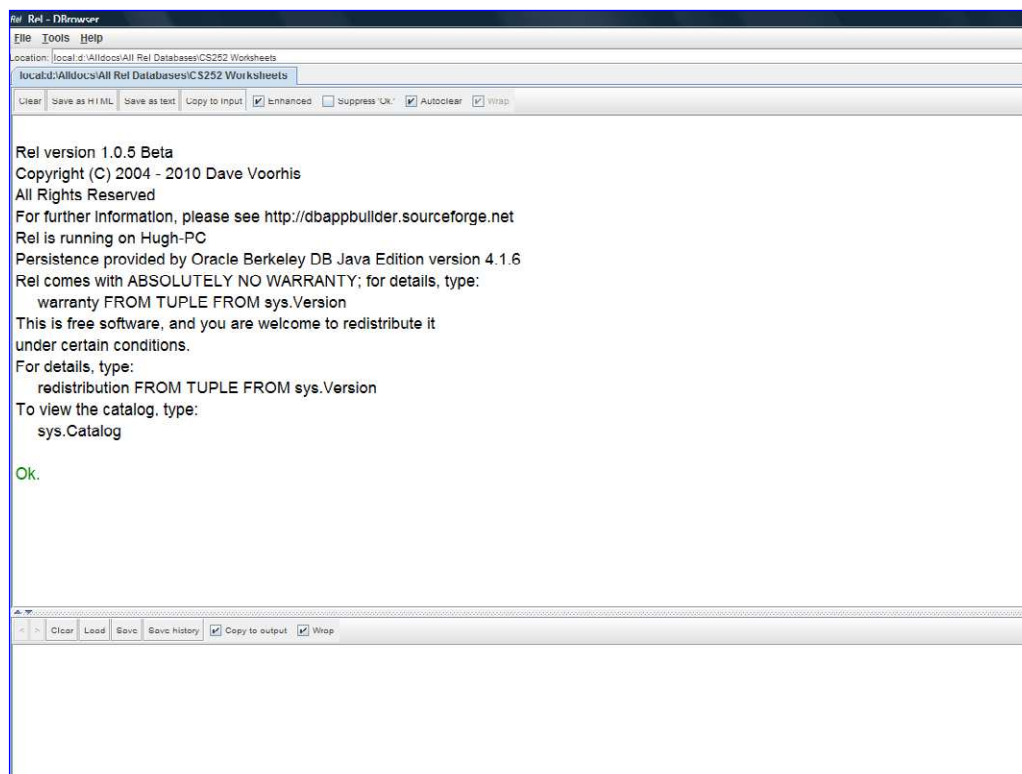 Rel Rel - DBrowser
File Tools Help
Location: local:d:\Alldocs\All Rel Databases\CS252 Worksheets
local:d:\Alldocs\All Rel Databases\CS252 Worksheets
Clear Save as HTML Save as text Copy to Input Enhanced Suppress 'Ok.' Autoclear Wrap
Rel version 1.0.5 Beta
Copyright (C) 2004 - 2010 Dave Voorhis
All Rights Reserved
For further information, please see http://dbappbuilder.sourceforge.net
Rel is running on Hugh-PC
Persistence provided by Oracle Berkeley DB Java Edition version 4.1.6
Rel comes with ABSOLUTELY NO WARRANTY; for details, type:
warranty FROM TUPLE FROM sys.Version
This is free software, and you are welcome to redistribute it
under certain conditions.
For details, type:
redistribution FROM TUPLE FROM sys.Version
To view the catalog, type:
sys.Catalog
Ok.
< > Clear Load Save Save history Copy to output Wrap